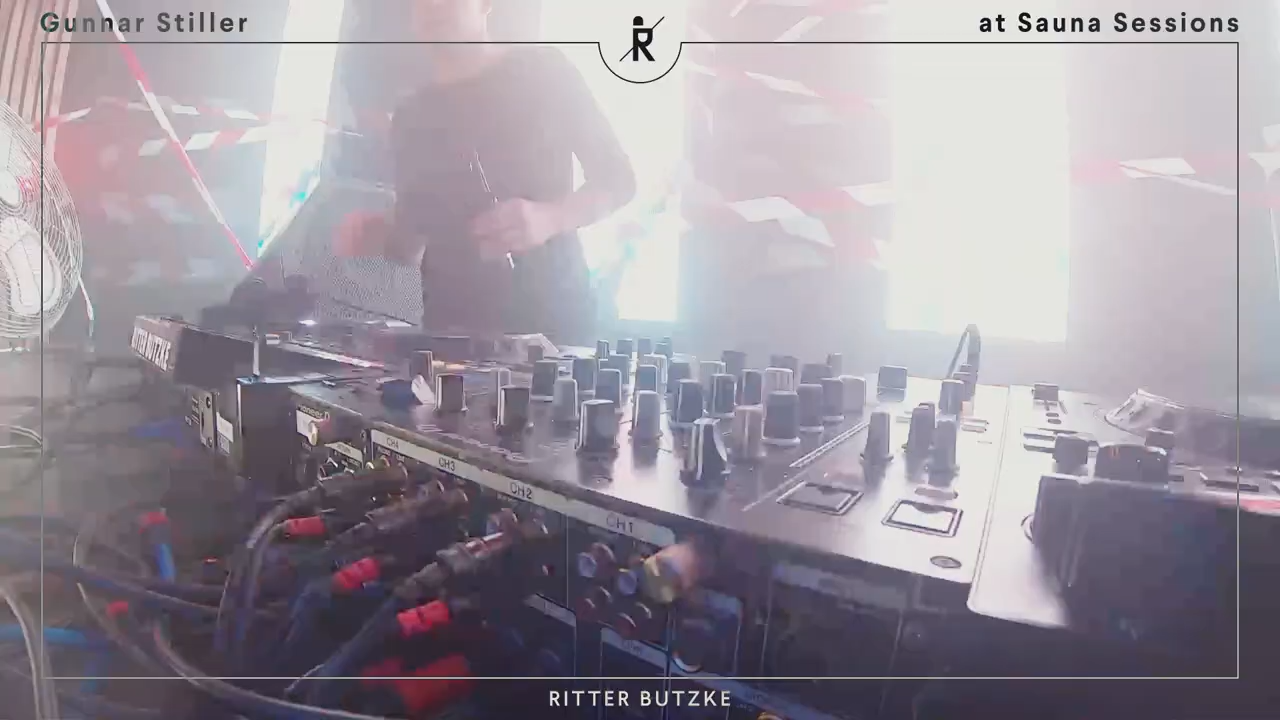 Gunnar Stiller
at Sauna Sessions
R
RITTER BUTZKE
CH4
CH3
CH2
CH1
RITTER BUTZKE